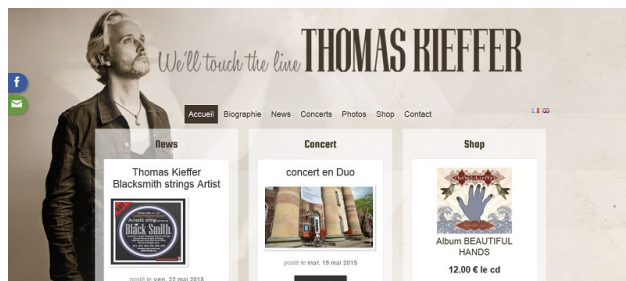 We'll touch the line THOMAS KIEFFER
Accueil Biographie News Concerts Photos Shop Contact
News
Thomas Kieffer
Blacksmith strings Artist
Black Smith
posté le ven. 22 mai 2015
Concert
concert en Duo
posté le mar. 19 mai 2015
Shop
Album BEAUTIFUL
HANDS
12.00 € le cd